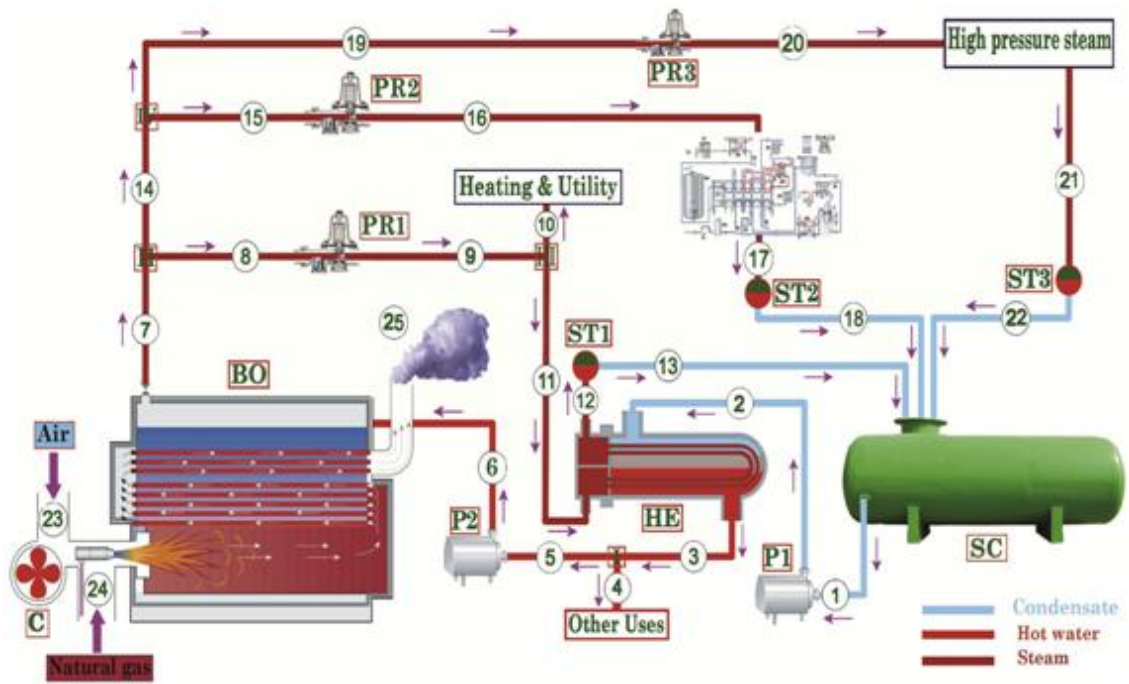 19
20
High pressure steam
PR3
PR2
15
16
14
Heating & Utility
21
10
PR1
17
8
9
ST2
ST3
25
18
22
7
ST1
BO
11
13
12
2
Air
6
23
P2
HE
P1
SC
5
I
3
24
4
1
C
Other Uses
Condensate
Hot water
Natural gas
Steam